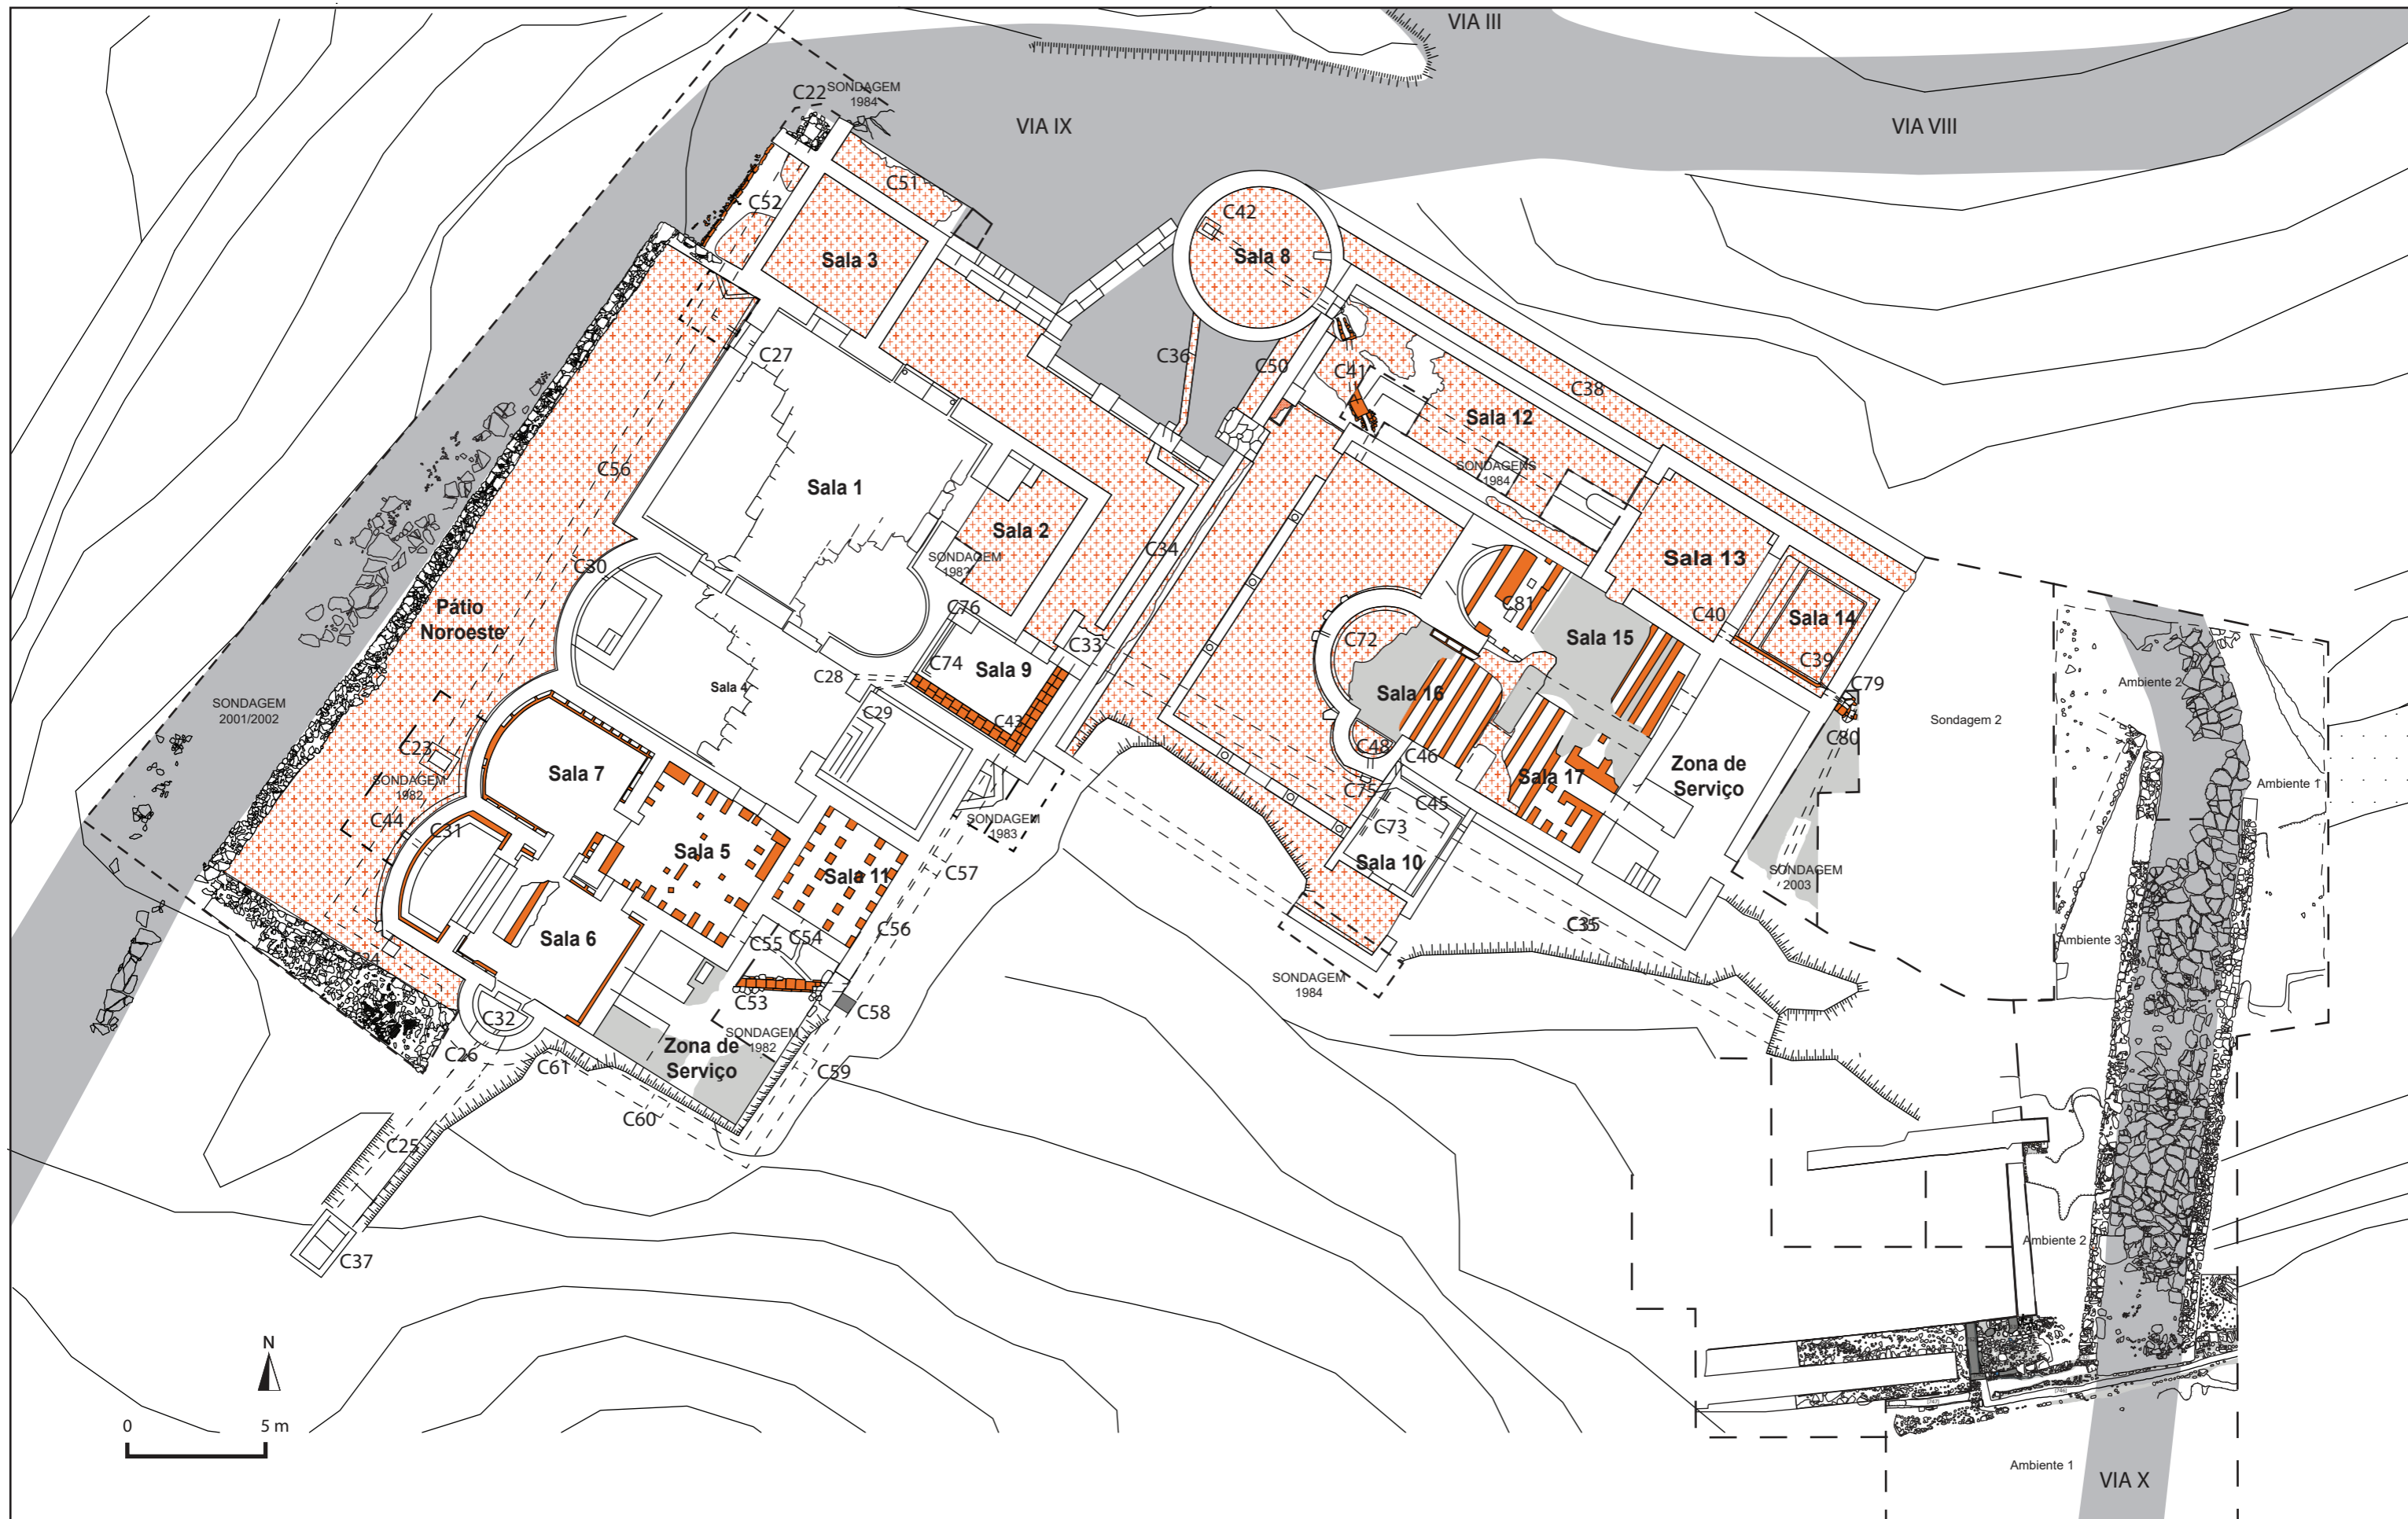 VIA III
C22
SONDAGEM
1984
VIA IX
VIA VIII
C51
C52
C42
Sala 3
Sala 8
C27
C36
C50
C41
C38
Sala 12
C56
SONDAGENS
1984
Sala 1
Sala 2
C34
SONDAGEM
C30
Sala 13
Pátio
Noroeste
C76
C81
C40
Sala 14
C33
C72
Sala 15
C74
Sala 9
C39
C28
Sala 4
Sala 16
C79
Ambiente 2
SONDAGEM
2001/2002
C29
C43
Sondagem 2
C80
C23
C48
C46
Sala 7
SONDAGEM
1982
Sala 17
Zona de
Serviço
Ambiente 1
C75
C45
C44
C31
SONDAGEM
1983
C73
Sala 5
Sala 10
C57
Sala 11
SONDAGEM
2003
C35
C56
Sala 6
C55
C54
Ambiente 3
C24
SONDAGEM
1984
C53
C58
C32
SONDAGEM
1982
Zona de
Serviço
C26
C61
C59
C60
C25
Ambiente 2
C37
N
0
5 m
Ambiente 1
VIA X